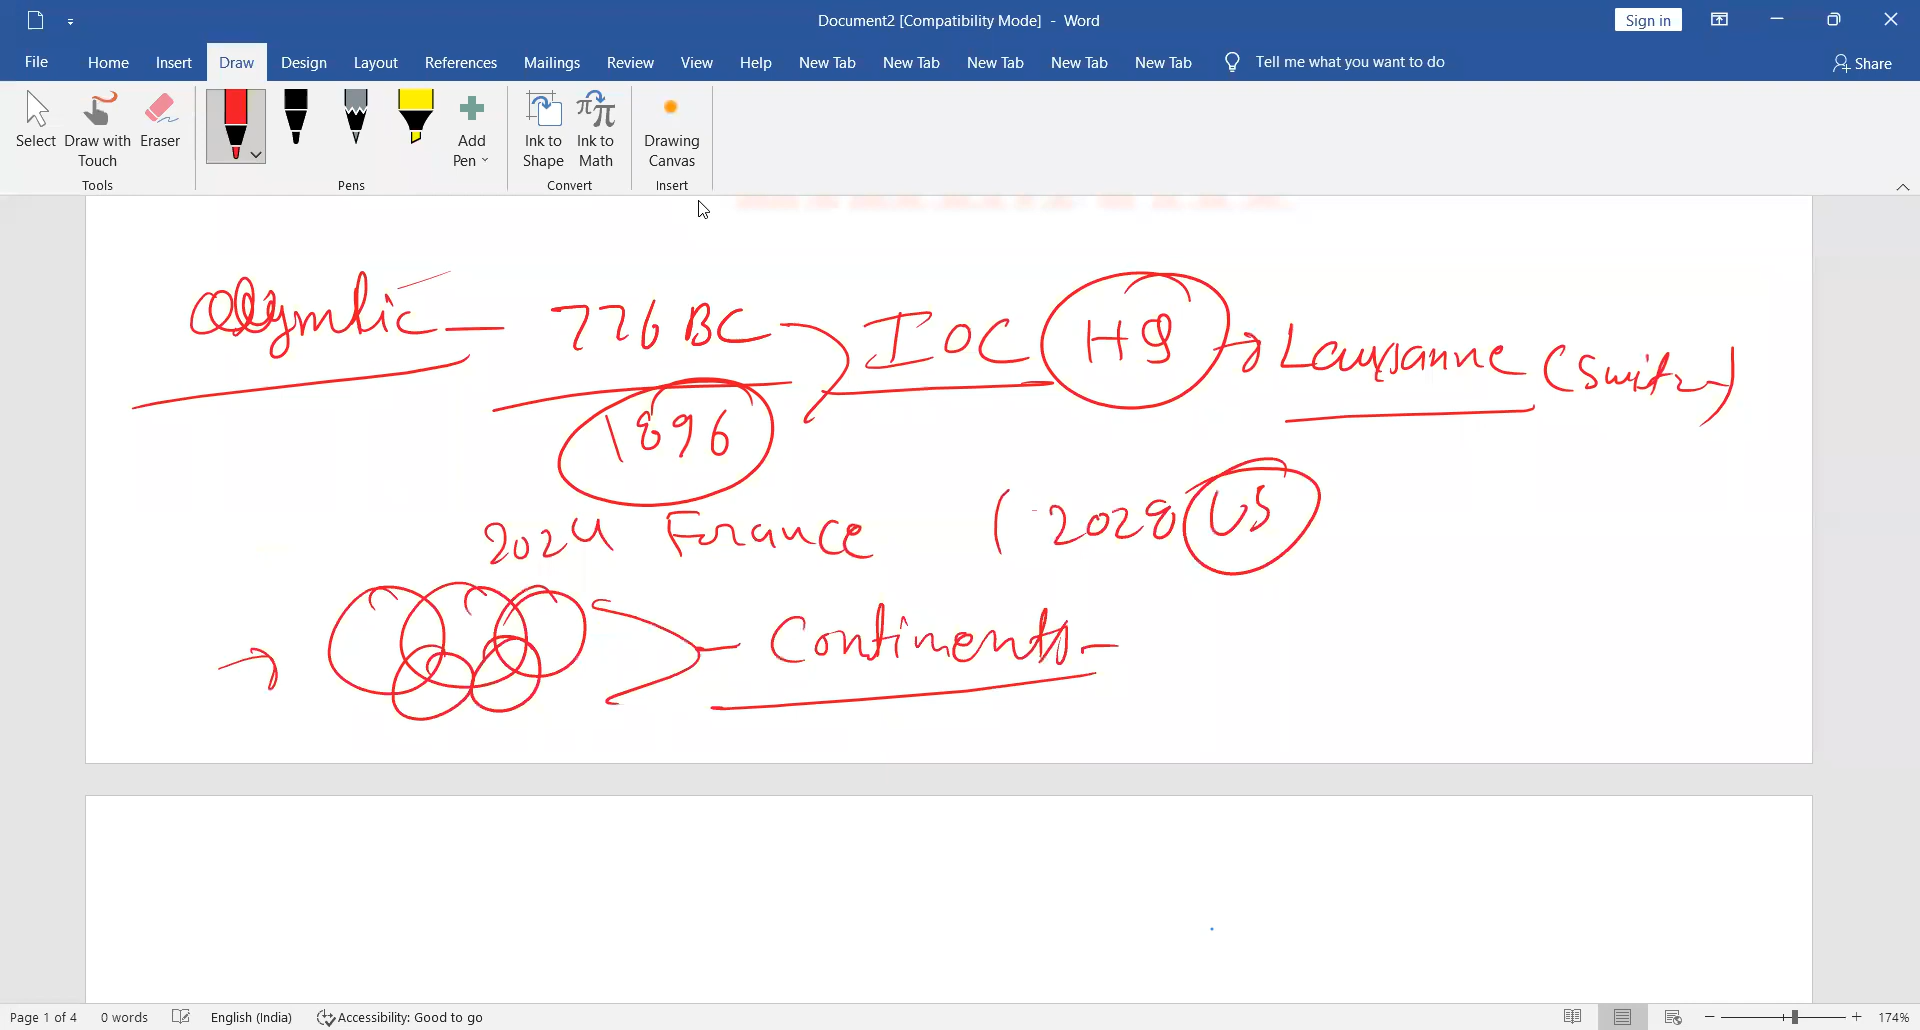 Document2 [Compatibility Mode] - Word
Sign in
File Home Insert Draw Design Layout References Mailings Review View Help New Tab New Tab New Tab New Tab New Tab Tell me what you want to do Share
Select Draw with Touch Eraser Add Pen Ink to Shape Ink to Math Drawing Canvas
Tools Pens Convert Insert
Olympic — 776 BC IOC HQ → Lausanne (Switz)
1896
2024 France (2028 US
→ Continents -
Page 1 of 4 0 words English (India) Accessibility: Good to go 174%